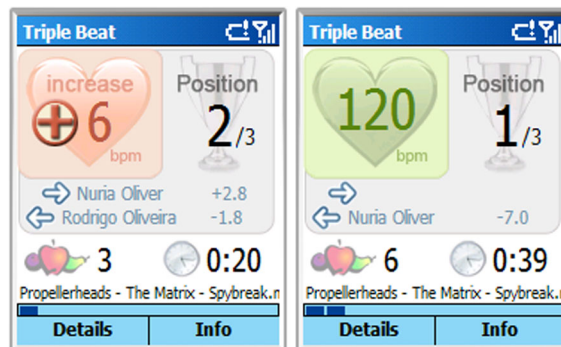 Triple Beat
increase
6
bpm
Position
2/3
Nuria Oliver +2.8
Rodrigo Oliveira -1.8
3
0:20
Propellerheads - The Matrix - Spybreak.r
Details
Info
Triple Beat
120
bpm
Position
1/3
Nuria Oliver -7.0
6
0:39
Propellerheads - The Matrix - Spybreak.r
Details
Info